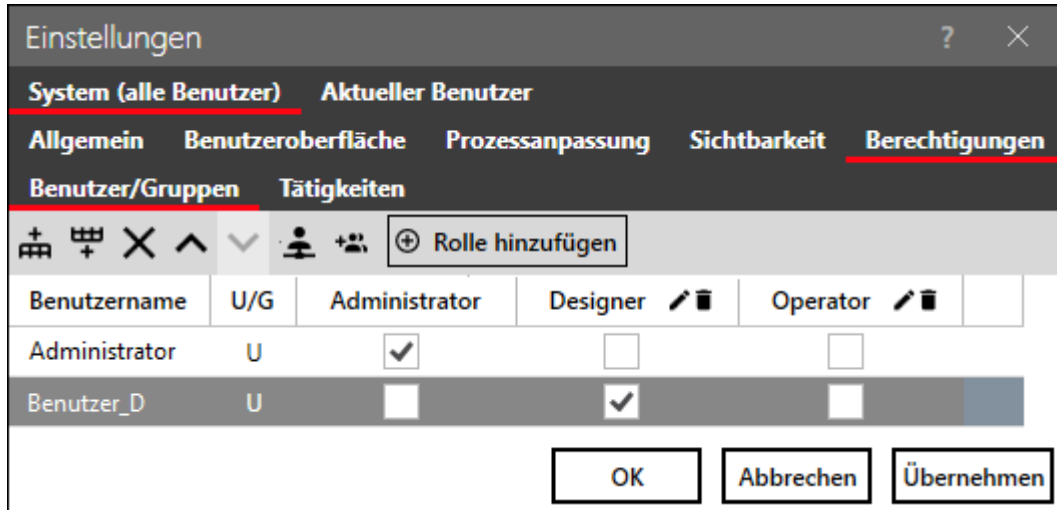 Einstellungen ?
System (alle Benutzer) Aktueller Benutzer
Allgemein Benutzeroberfläche Prozessanpassung Sichtbarkeit Berechtigungen
Benutzer/Gruppen Tätigkeiten
Rolle hinzufügen
Benutzername U/G Administrator Designer Operator
Administrator U
Benutzer_D U
OK Abbrechen Übernehmen